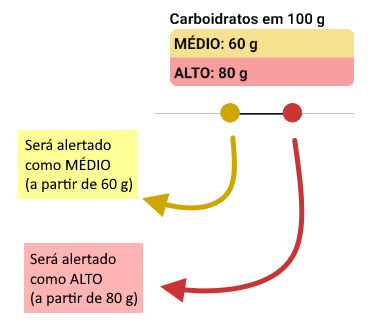 Carboidratos em 100 g
MÉDIO: 60 g
ALTO: 80 g
Será alertado
como MÉDIO
(a partir de 60 g)
Será alertado
como ALTO
(a partir de 80 g)